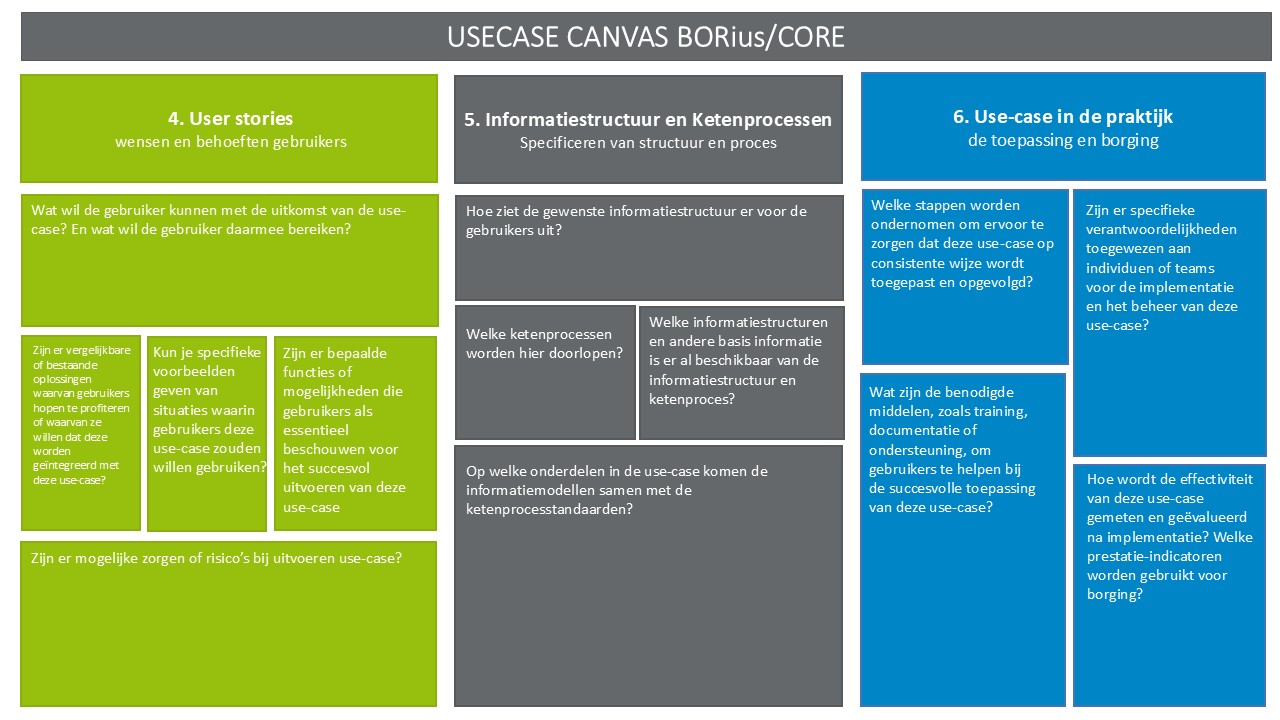 USECASE CANVAS BORius/CORE
4. User stories
wensen en behoeften gebruikers
Wat wil de gebruiker kunnen met de uitkomst van de use-
case? En wat wil de gebruiker daarmee bereiken?
Zijn er vergelijkbare
of bestaande
oplossingen
waarvan gebruikers
hopen te profiteren
of waarvan ze
willen dat deze
worden
geïntegreerd met
deze use-case?
Kun je specifieke
voorbeelden
geven van
situaties waarin
gebruikers deze
use-case zouden
willen gebruiken?
Zijn er bepaalde
functies of
mogelijkheden die
gebruikers als
essentieel
beschouwen voor
het succesvol
uitvoeren van deze
use-case
Zijn er mogelijke zorgen of risico’s bij uitvoeren use-case?
5. Informatiestructuur en Ketenprocessen
Specificeren van structuur en proces
Hoe ziet de gewenste informatiestructuur er voor de
gebruikers uit?
Welke ketenprocessen
worden hier doorlopen?
Welke informatiestructuren
en andere basis informatie
is er al beschikbaar van de
informatiestructuur en
ketenproces?
Op welke onderdelen in de use-case komen de
informatiemodellen samen met de
ketenprocesstandaarden?
6. Use-case in de praktijk
de toepassing en borging
Welke stappen worden
ondernomen om ervoor te
zorgen dat deze use-case op
consistente wijze wordt
toegepast en opgevolgd?
Zijn er specifieke
verantwoordelijkheden
toegewezen aan
individuen of teams
voor de implementatie
en het beheer van deze
use-case?
Wat zijn de benodigde
middelen, zoals training,
documentatie of
ondersteuning, om
gebruikers te helpen bij
de succesvolle toepassing
van deze use-case?
Hoe wordt de effectiviteit
van deze use-case
gemeten en geëvalueerd
na implementatie? Welke
prestatie-indicatoren
worden gebruikt voor
borging?